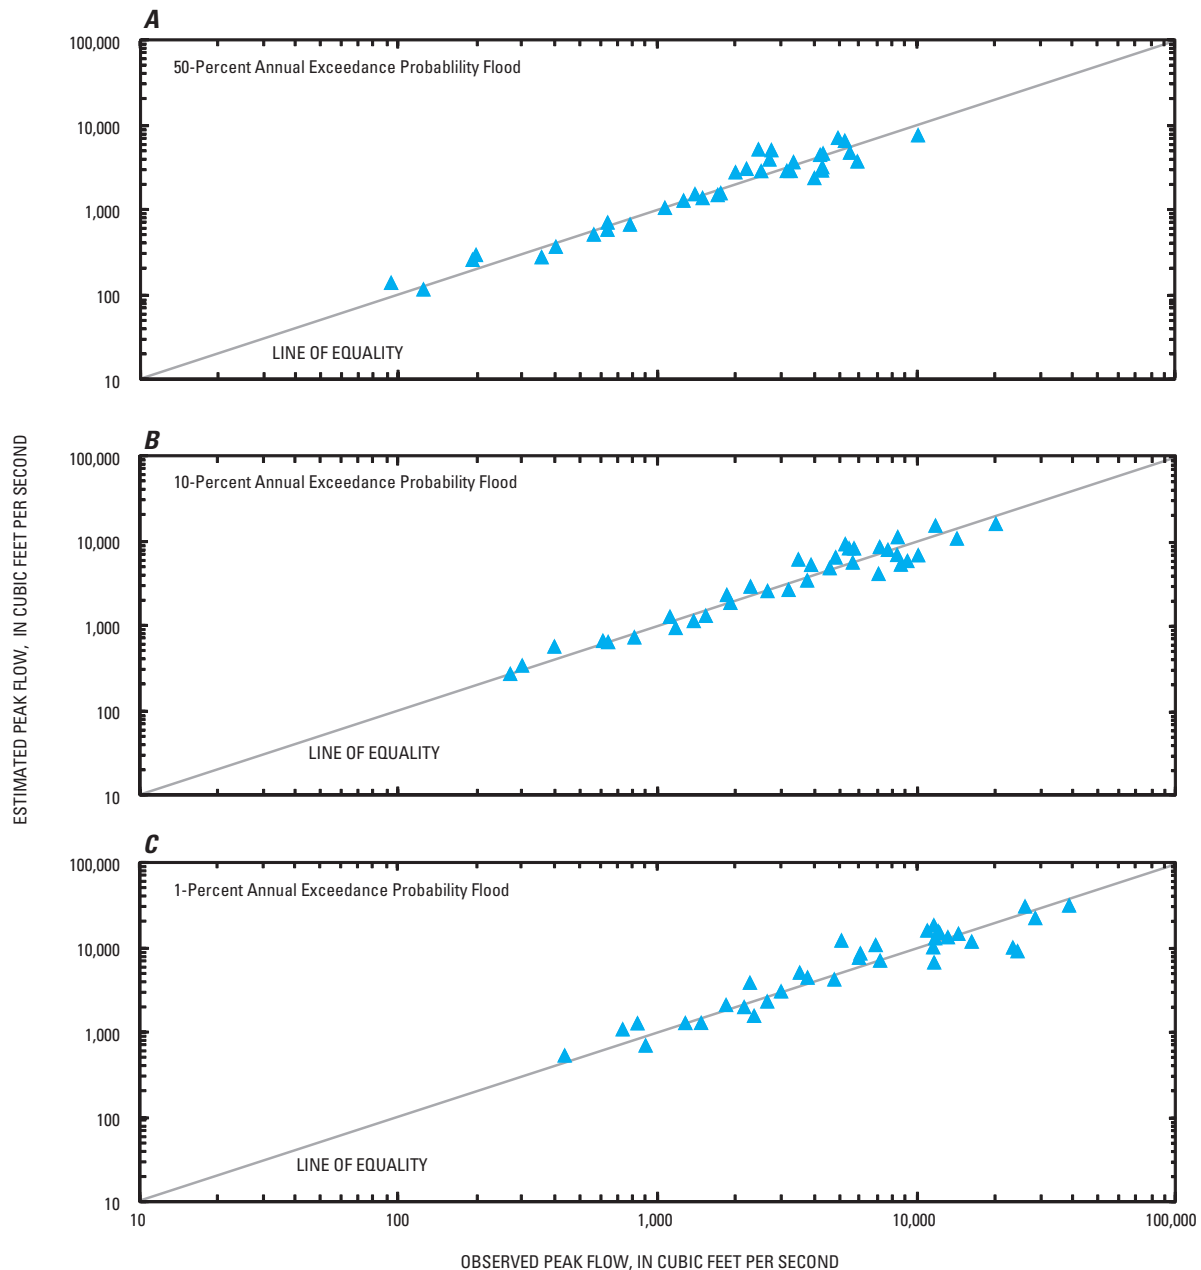 A
100,000
50-Percent Annual Exceedance Probablility Flood
10,000
1,000
100
LINE OF EQUALITY
10
ESTIMATED PEAK FLOW, IN CUBIC FEET PER SECOND
B
100,000
10-Percent Annual Exceedance Probability Flood
10,000
1,000
100
LINE OF EQUALITY
10
C
100,000
1-Percent Annual Exceedance Probability Flood
10,000
1,000
100
LINE OF EQUALITY
10
10 100 1,000 10,000 100,000
OBSERVED PEAK FLOW, IN CUBIC FEET PER SECOND